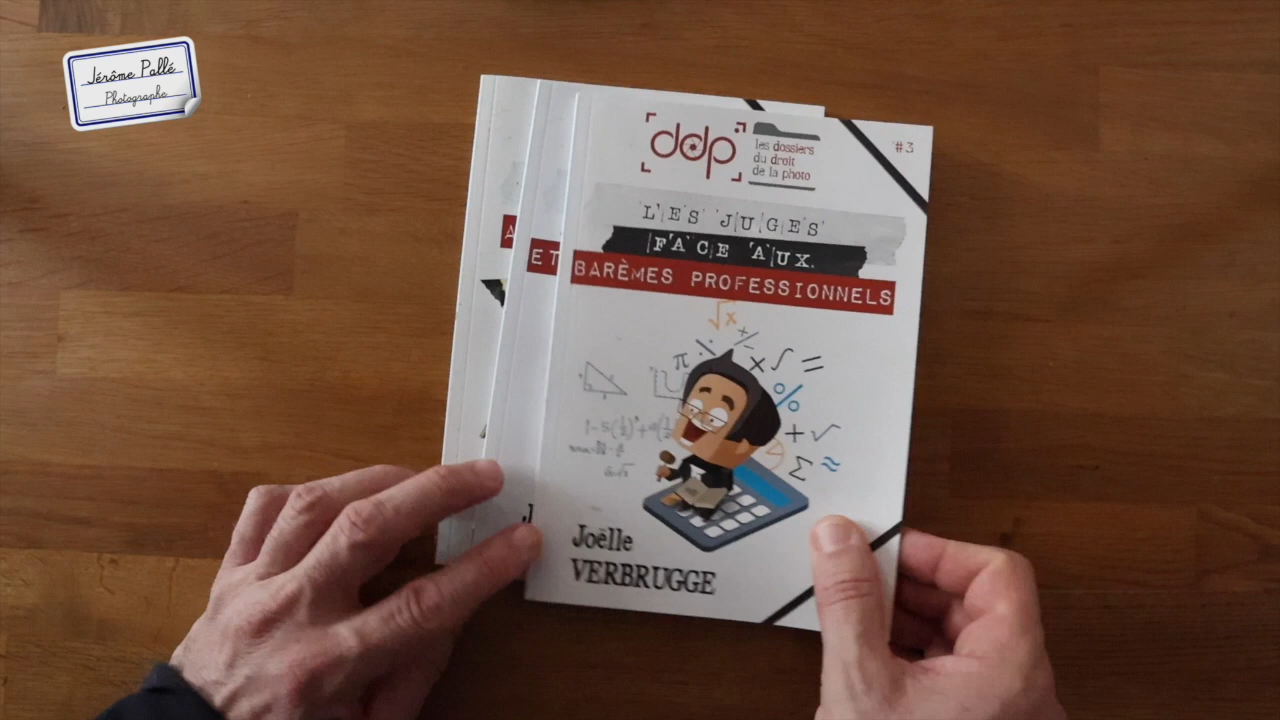 Jérôme Pallé
Photographe
ddp
les dossiers
du droit
de la photo
#3
LES JUGES
FACE AUX
BARÈMES PROFESSIONNELS
A
ET
Joëlle
VERBRUGGE
J